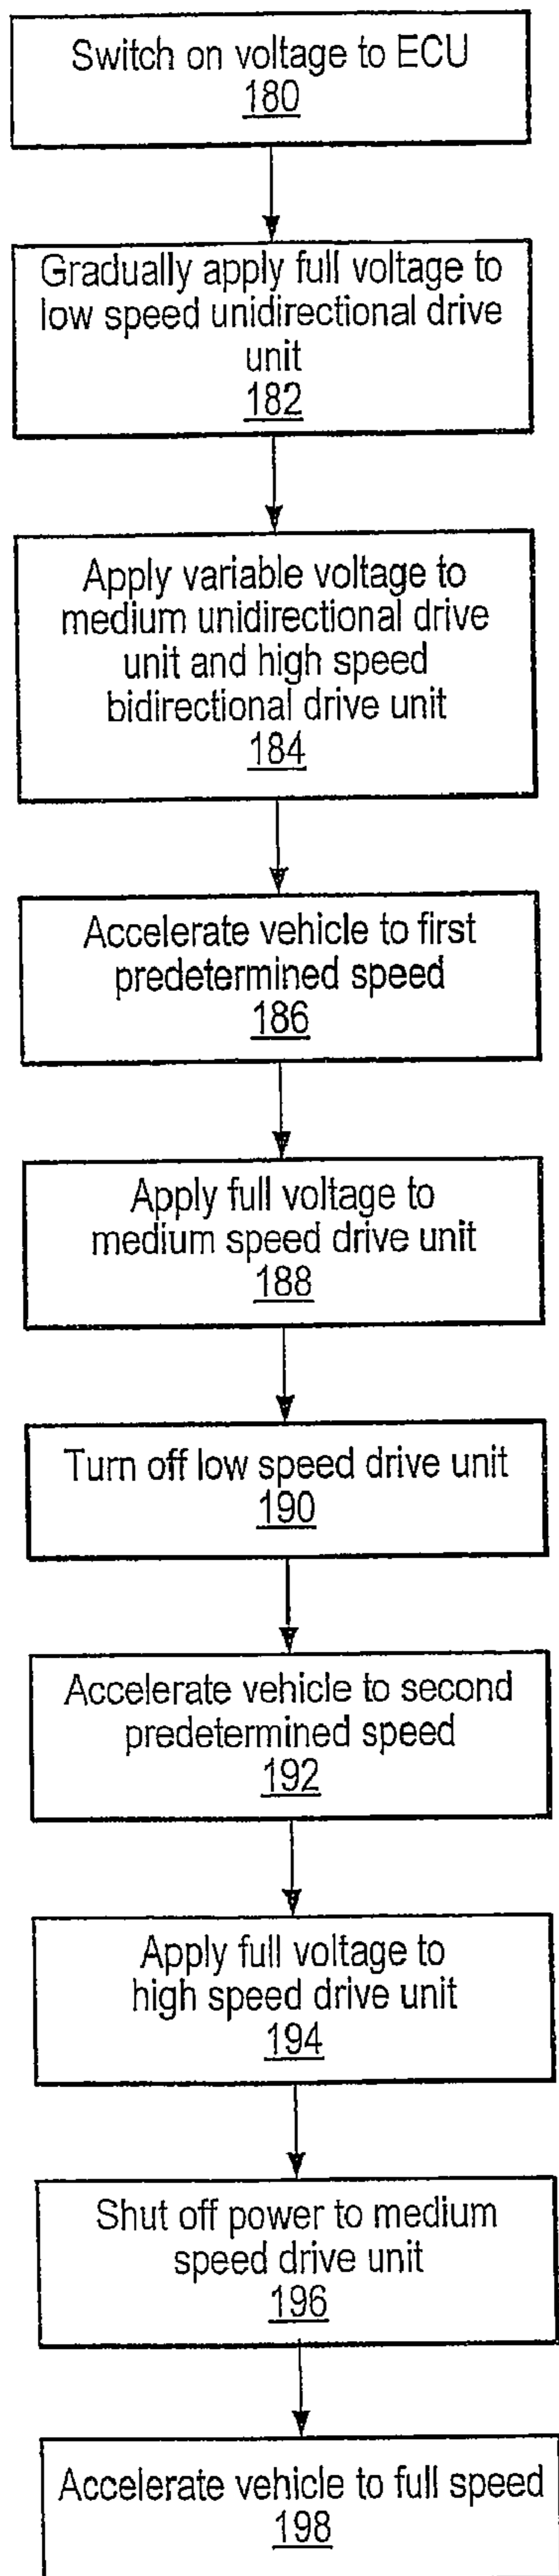 Switch on voltage to ECU
180
Gradually apply full voltage to
low speed unidirectional drive
unit
182
Apply variable voltage to
medium unidirectional drive
unit and high speed
bidirectional drive unit
184
Accelerate vehicle to first
predetermined speed
186
Apply full voltage to
medium speed drive unit
188
Turn off low speed drive unit
190
Accelerate vehicle to second
predetermined speed
192
Apply full voltage to
high speed drive unit
194
Shut off power to medium
speed drive unit
196
Accelerate vehicle to full speed
198